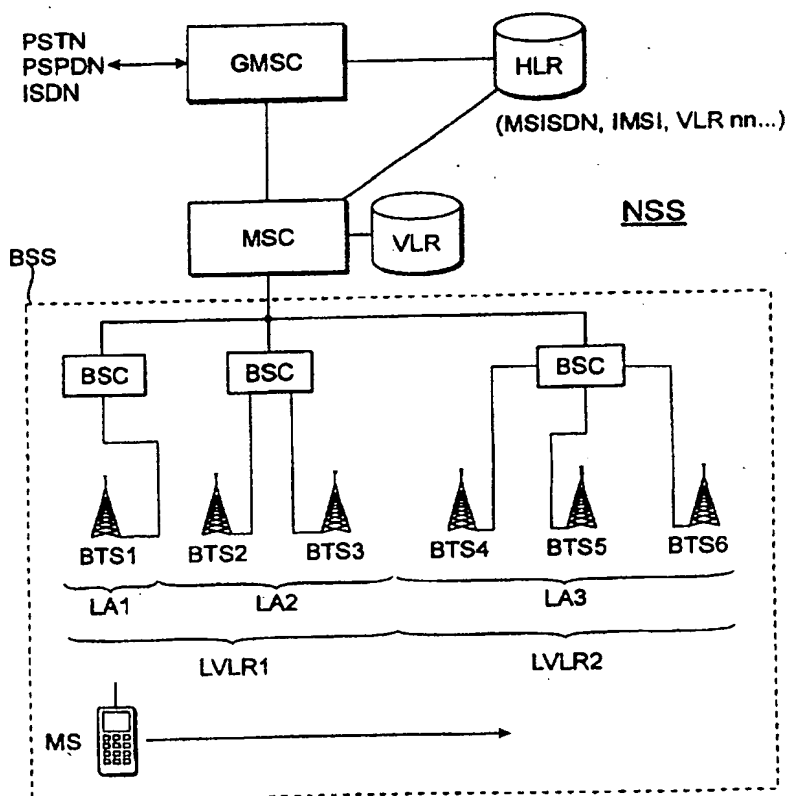 PSTN
PSPDN
ISDN
GMSC
HLR
(MSISDN, IMSI, VLR nn...)
MSC
VLR
NSS
BSS
BSC BSC BSC
BTS1 BTS2 BTS3 BTS4 BTS5 BTS6
LA1 LA2 LA3
LVLR1 LVLR2
MS